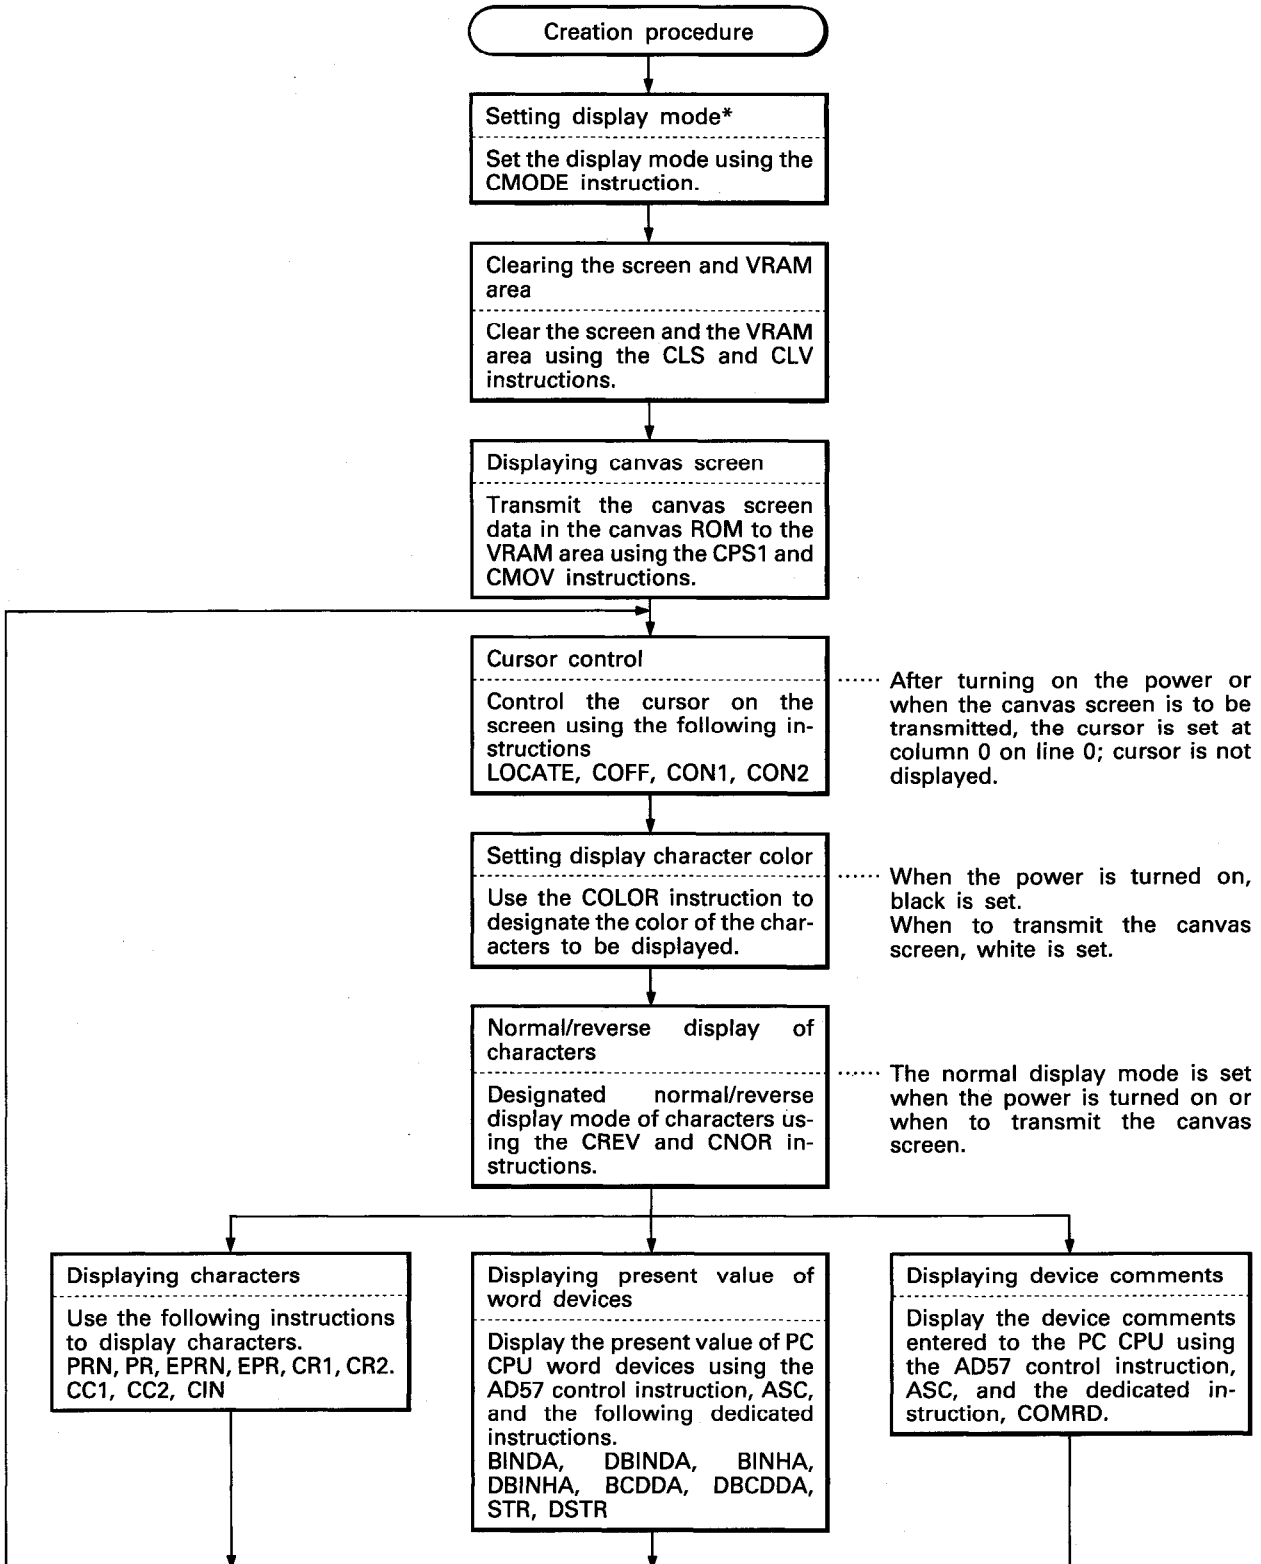 Creation procedure
Setting display mode*
Set the display mode using the
CMODE instruction.
Clearing the screen and VRAM
area
Clear the screen and the VRAM
area using the CLS and CLV
instructions.
Displaying canvas screen
Transmit the canvas screen
data in the canvas ROM to the
VRAM area using the CPS1 and
CMOV instructions.
Cursor control
Control the cursor on the
screen using the following in-
structions
LOCATE, COFF, CON1, CON2
······ After turning on the power or
when the canvas screen is to be
transmitted, the cursor is set at
column 0 on line 0; cursor is not
displayed.
Setting display character color
Use the COLOR instruction to
designate the color of the char-
acters to be displayed.
······ When the power is turned on,
black is set.
When to transmit the canvas
screen, white is set.
Normal/reverse display of
characters
Designated normal/reverse
display mode of characters us-
ing the CREV and CNOR in-
structions.
······ The normal display mode is set
when the power is turned on or
when to transmit the canvas
screen.
Displaying characters
Use the following instructions
to display characters.
PRN, PR, EPRN, EPR, CR1, CR2.
CC1, CC2, CIN
Displaying present value of
word devices
Display the present value of PC
CPU word devices using the
AD57 control instruction, ASC,
and the following dedicated
instructions.
BINDA, DBINDA, BINHA,
DBINHA, BCDDA, DBCDDA,
STR, DSTR
Displaying device comments
Display the device comments
entered to the PC CPU using
the AD57 control instruction,
ASC, and the dedicated in-
struction, COMRD.